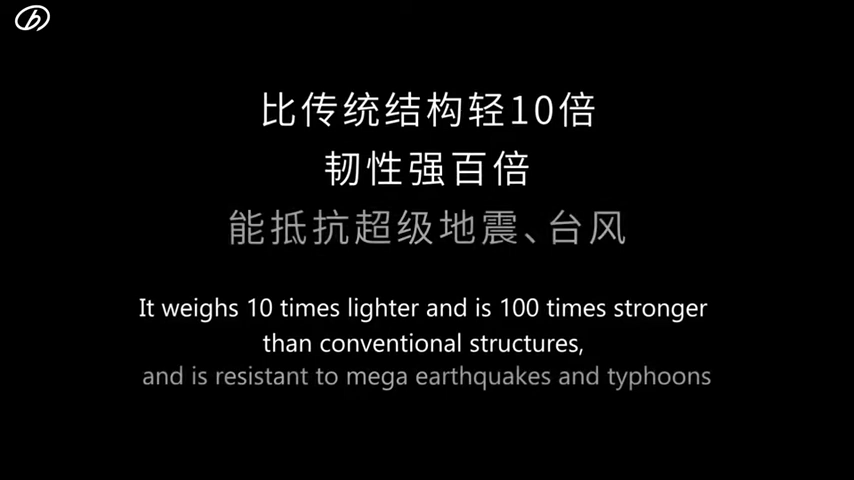 b
比传统结构轻10倍
韧性强百倍
能抵抗超级地震、台风
It weighs 10 times lighter and is 100 times stronger
than conventional structures,
and is resistant to mega earthquakes and typhoons